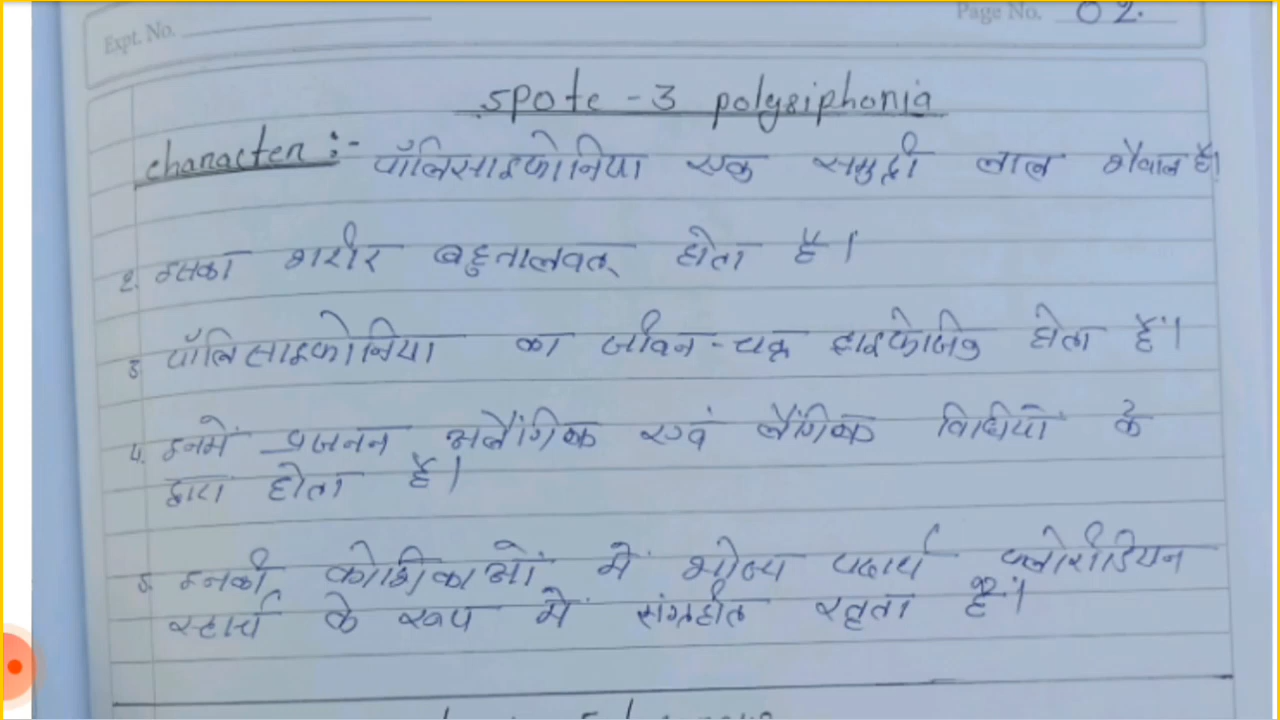 Expt. No.
Page No. 02.
spote - 3 polysiphonia
character :- पॉलिसाइफोनिया एक समुद्री लाल शैवाल है।
2. इसका शरीर बहुनालवत् होता है।
3. पॉलिसाइफोनिया का जीवन-चक्र हाइफेजिक होता है।
4. इनमें प्रजनन अलैंगिक एवं लैंगिक विधियों के
द्वारा होता है।
5. इनकी कोशिकाओं में भोज्य पदार्थ फ्लोरीडियन
स्टार्च के रूप में संग्रहीत रहता है।